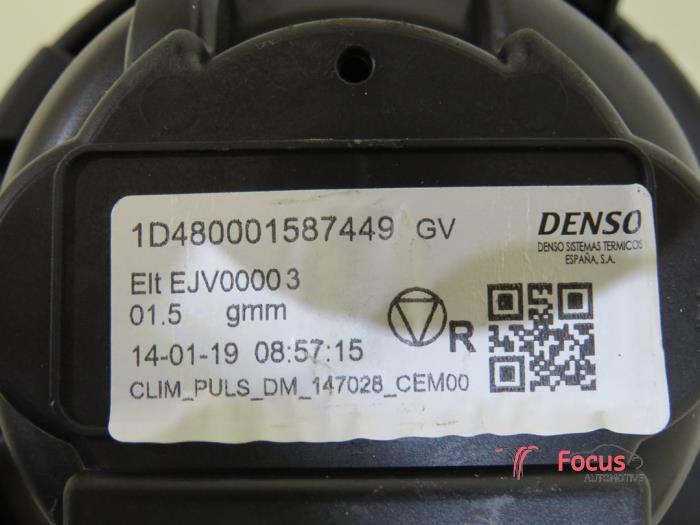 1D480001587449 GV
DENSO
DENSO SISTEMAS TERMICOS
ESPAÑA, S.A.
Elt EJV00003
01.5 gmm
R
14-01-19 08:57:15
CLIM_PULS_DM_147028_CEM00
Focus
AUTOMOTIVE